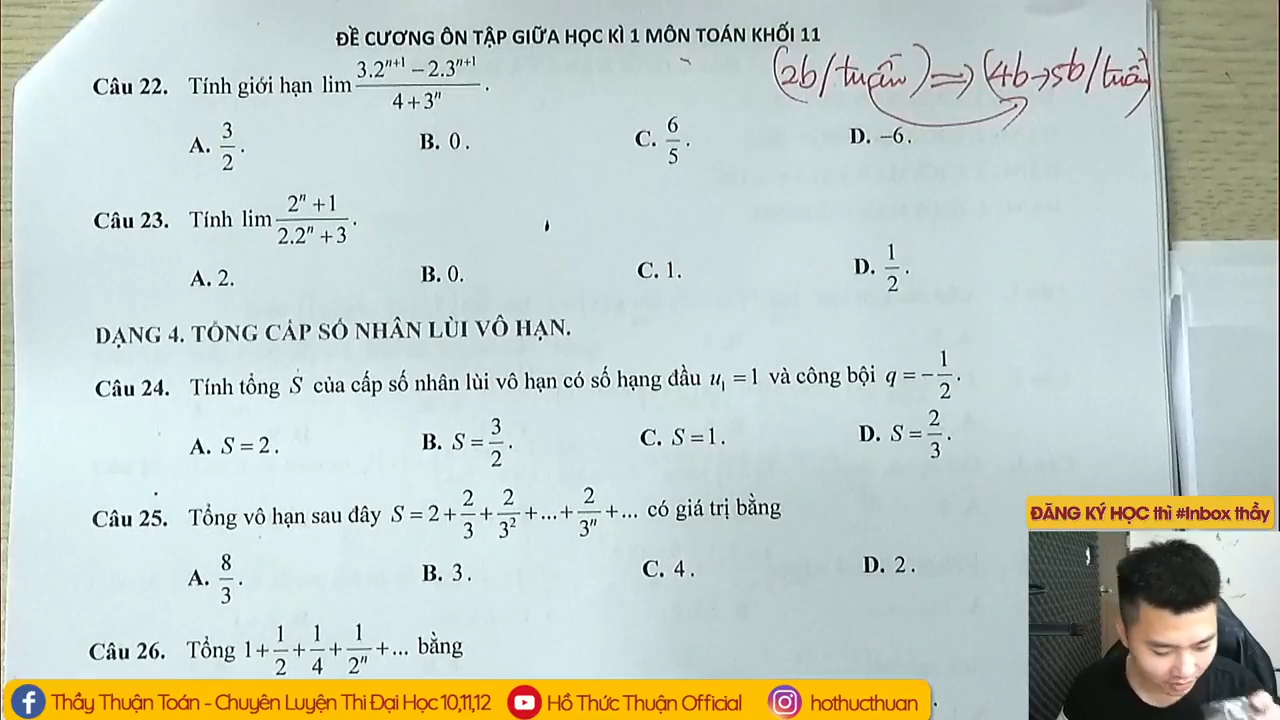 ĐỀ CƯƠNG ÔN TẬP GIỮA HỌC KÌ 1 MÔN TOÁN KHỐI 11
(2b/tuần) => (4b→5b/tuần)
Câu 22. Tính giới hạn lim (3.2^{n+1} − 2.3^{n+1})/(4 + 3^n).
A. 3/2. B. 0. C. 6/5. D. −6.
Câu 23. Tính lim (2^n + 1)/(2.2^n + 3).
A. 2. B. 0. C. 1. D. 1/2.
DẠNG 4. TỔNG CẤP SỐ NHÂN LÙI VÔ HẠN.
Câu 24. Tính tổng S của cấp số nhân lùi vô hạn có số hạng đầu u₁ = 1 và công bội q = −1/2.
A. S = 2. B. S = 3/2. C. S = 1. D. S = 2/3.
Câu 25. Tổng vô hạn sau đây S = 2 + 2/3 + 2/3² + ... + 2/3^n + ... có giá trị bằng
A. 8/3. B. 3. C. 4. D. 2.
Câu 26. Tổng 1 + 1/2 + 1/4 + 1/2^n + ... bằng
ĐĂNG KÝ HỌC thì #Inbox thầy
Thầy Thuận Toán - Chuyên Luyện Thi Đại Học 10,11,12 Hồ Thức Thuận Official hothucthuan